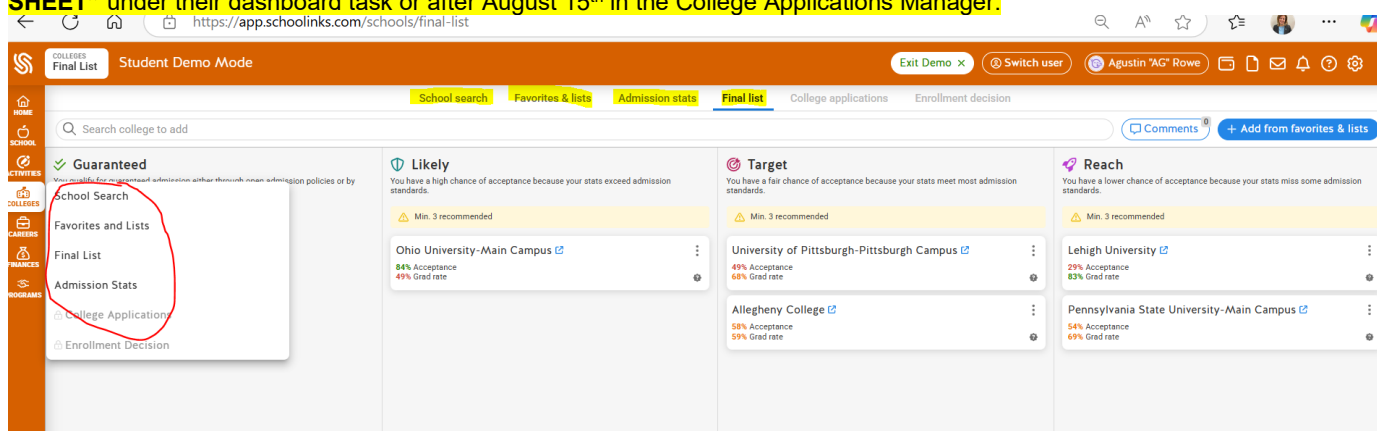 SHEET" under their dashboard task or after August 15th in the College Applications Manager.
https://app.schoolinks.com/schools/final-list
COLLEGES
Final List
Student Demo Mode
Exit Demo ×
Switch user
Agustin "AG" Rowe
School search
Favorites & lists
Admission stats
Final list
College applications
Enrollment decision
Search college to add
Comments 0
+ Add from favorites & lists
HOME
SCHOOL
ACTIVITIES
COLLEGES
CAREERS
FINANCES
PROGRAMS
Guaranteed
You qualify for guaranteed admission either through open admission policies or by
School Search
Favorites and Lists
Final List
Admission Stats
College Applications
Enrollment Decision
Likely
You have a high chance of acceptance because your stats exceed admission
standards.
Min. 3 recommended
Ohio University-Main Campus
84% Acceptance
49% Grad rate
Target
You have a fair chance of acceptance because your stats meet most admission
standards.
Min. 3 recommended
University of Pittsburgh-Pittsburgh Campus
49% Acceptance
68% Grad rate
Allegheny College
58% Acceptance
59% Grad rate
Reach
You have a lower chance of acceptance because your stats miss some admission
standards.
Min. 3 recommended
Lehigh University
29% Acceptance
83% Grad rate
Pennsylvania State University-Main Campus
54% Acceptance
69% Grad rate